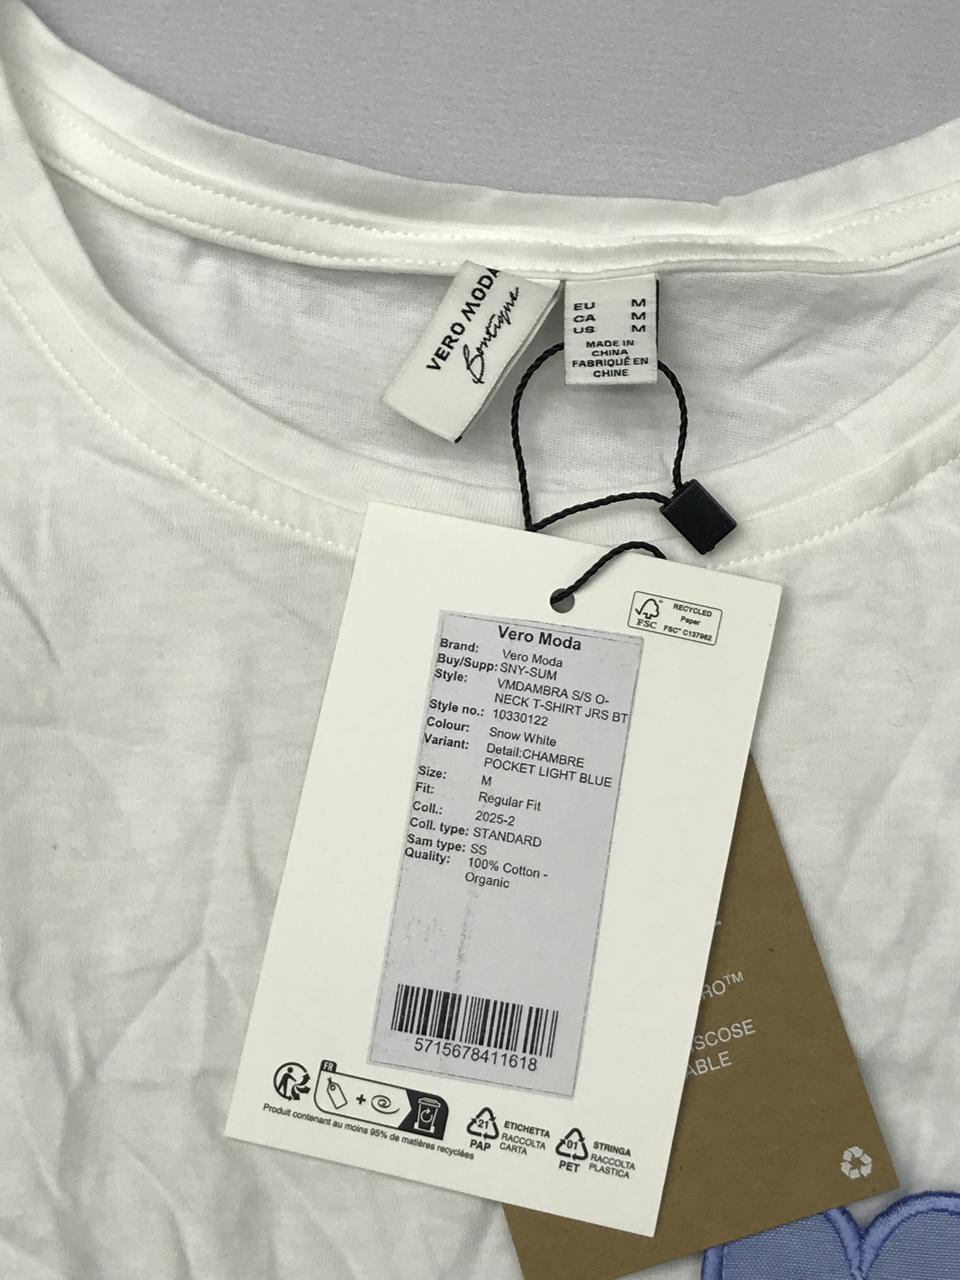 VERO MODA
Boutique
EU M
CA M
US M
MADE IN
CHINA
FABRIQUÉ EN
CHINE
FSC™
RECYCLED
Paper
FSC® C137962
Vero Moda
Brand: Vero Moda
Buy/Supp: SNY-SUM
Style: VMDAMBRA S/S O-
NECK T-SHIRT JRS BT
Style no.: 10330122
Colour: Snow White
Variant: Detail:CHAMBRE
POCKET LIGHT BLUE
Size: M
Fit: Regular Fit
Coll.: 2025-2
Coll. type: STANDARD
Sam type: SS
Quality: 100% Cotton -
Organic
5715678411618
FR
+
Produit contenant au moins 95% de matières recyclées
21
PAP
ETICHETTA
RACCOLTA
CARTA
01
PET
STRINGA
RACCOLTA
PLASTICA
RO™
SCOSE
ABLE